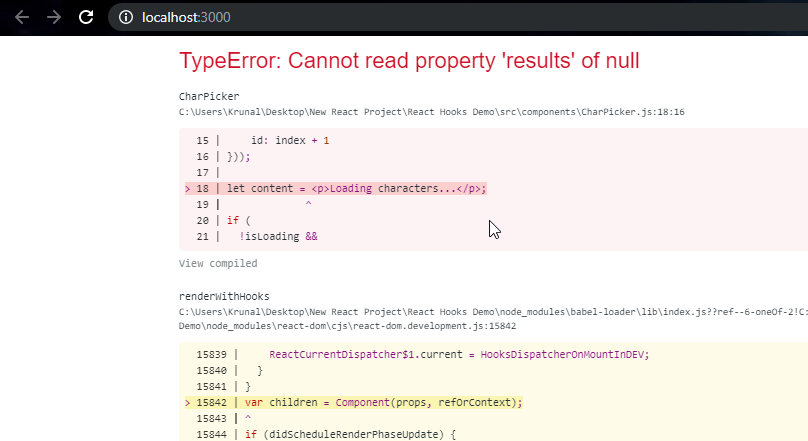 localhost:3000
TypeError: Cannot read property 'results' of null
CharPicker
C:\Users\Krunal\Desktop\New React Project\React Hooks Demo\src\components\CharPicker.js:18:16
15 |     id: index + 1
16 | }));
17 |
> 18 | let content = <p>Loading characters...</p>;
19 |             ^
20 | if (
21 |   !isLoading &&
View compiled
renderWithHooks
C:\Users\Krunal\Desktop\New React Project\React Hooks Demo\node_modules\babel-loader\lib\index.js??ref--6-oneOf-2!C:
Demo\node_modules\react-dom\cjs\react-dom.development.js:15842
15839 |     ReactCurrentDispatcher$1.current = HooksDispatcherOnMountInDEV;
15840 |   }
15841 | }
> 15842 | var children = Component(props, refOrContext);
15843 | ^
15844 | if (didScheduleRenderPhaseUpdate) {